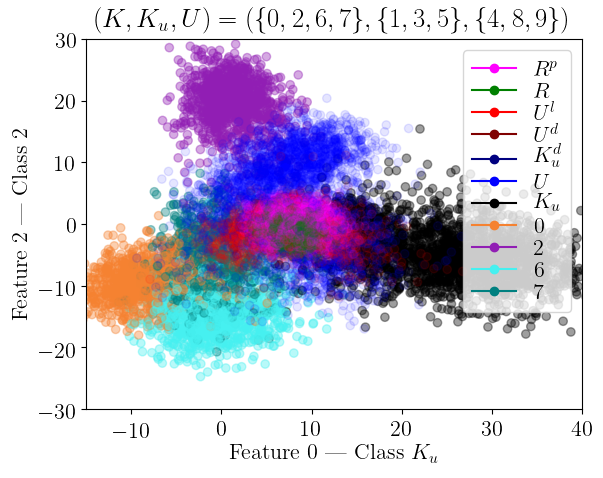 (K, K_u, U) = ({0, 2, 6, 7}, {1, 3, 5}, {4, 8, 9})
30
20
10
0
−10
−20
−30
Feature 2 — Class 2
R^p
R
U^l
U^d
K_u^d
U
K_u
0
2
6
7
−10
0
10
20
30
40
Feature 0 — Class K_u